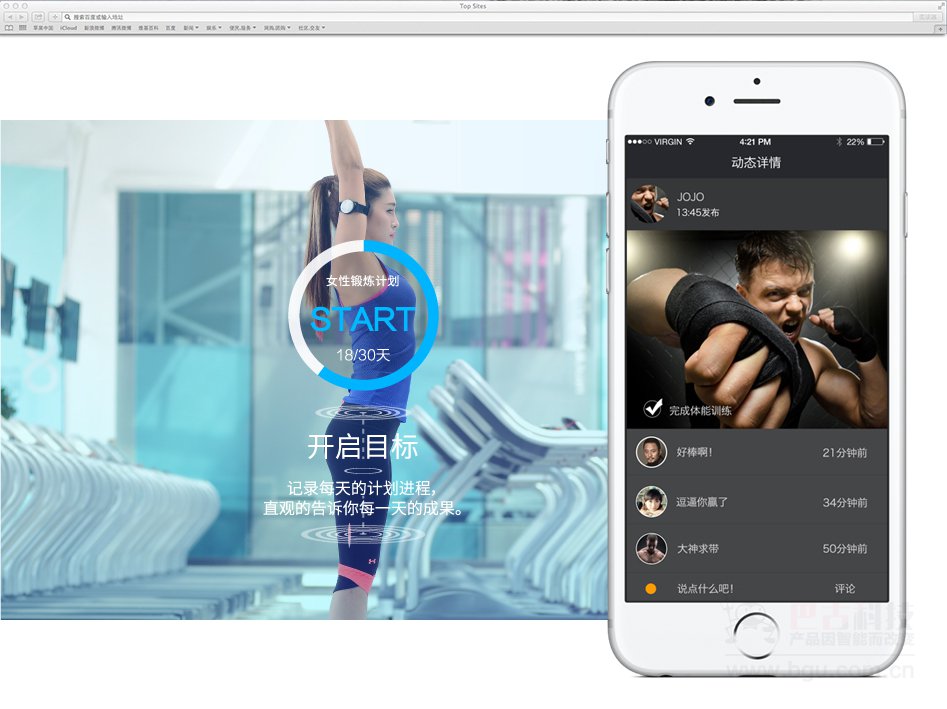 Top Sites
搜索百度或输入地址
阅读器
苹果中国 iCloud 新浪微博 腾讯微博 维基百科 百度 新闻 娱乐 便民服务 网购/团购 社区.交友
女性锻炼计划
START
18/30天
开启目标
记录每天的计划进程，
直观的告诉你每一天的成果。
VIRGIN 4:21 PM 22%
动态详情
JOJO
13:45发布
完成体能训练
好棒啊! 21分钟前
逗逼你赢了 34分钟前
大神求带 50分钟前
说点什么吧! 评论
巴古科技
产品因智能而改变
www.bgu.com.cn